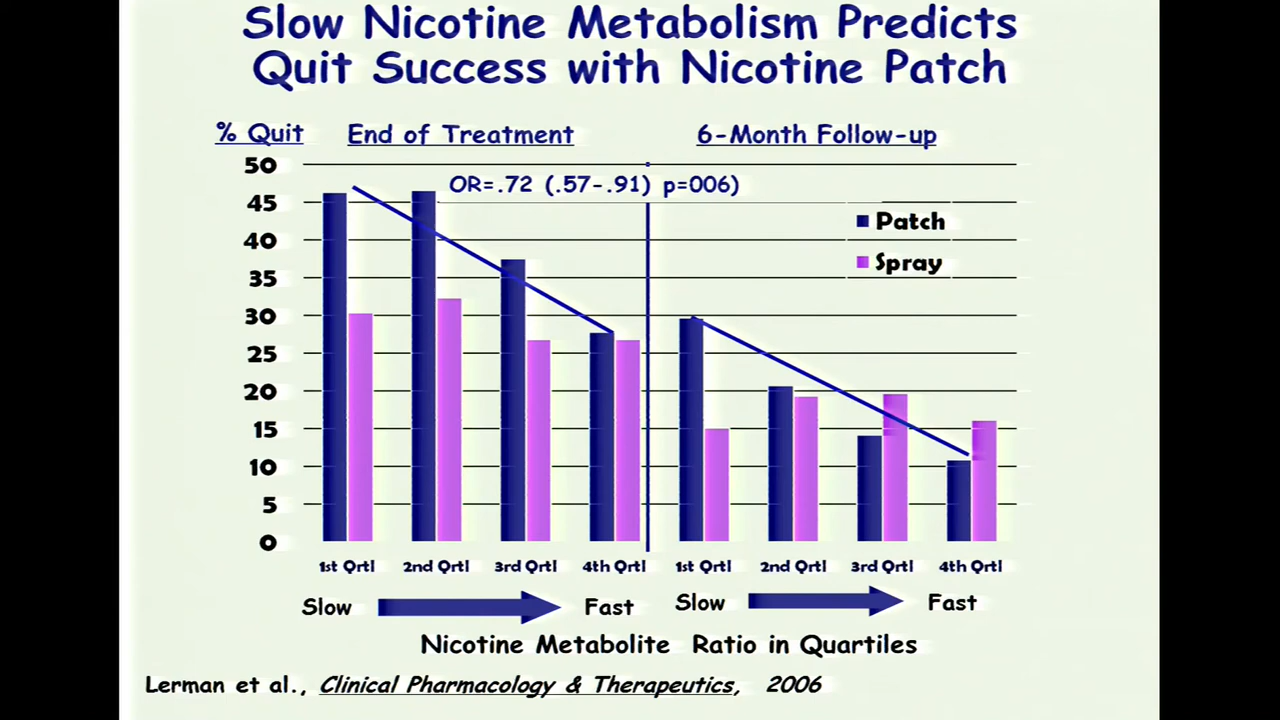 Slow Nicotine Metabolism Predicts
Quit Success with Nicotine Patch
% Quit
End of Treatment
6-Month Follow-up
50
OR=.72 (.57-.91) p=006)
45
40
35
30
25
20
15
10
5
0
Patch
Spray
1st Qrtl 2nd Qrtl 3rd Qrtl 4th Qrtl 1st Qrtl 2nd Qrtl 3rd Qrtl 4th Qrtl
Slow Fast Slow Fast
Nicotine Metabolite Ratio in Quartiles
Lerman et al., Clinical Pharmacology & Therapeutics, 2006